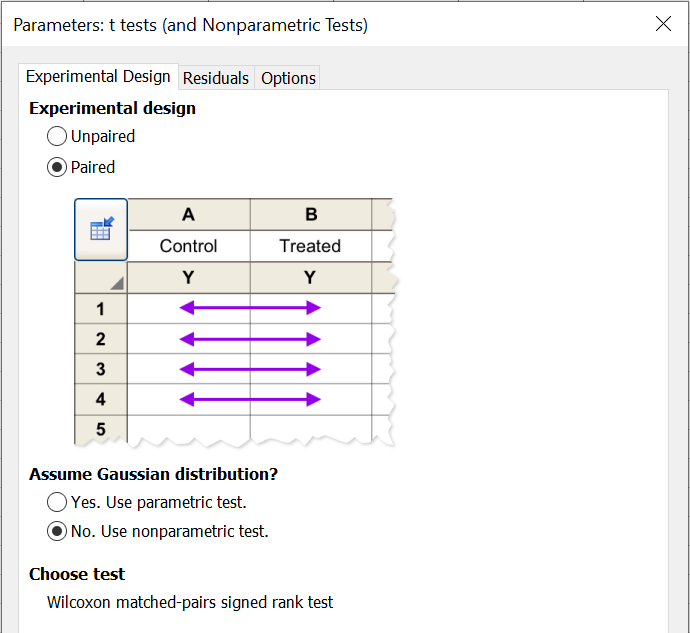 Parameters: t tests (and Nonparametric Tests)
Experimental Design Residuals Options
Experimental design
Unpaired
Paired
A B
Control Treated
Y Y
1
2
3
4
5
Assume Gaussian distribution?
Yes. Use parametric test.
No. Use nonparametric test.
Choose test
Wilcoxon matched-pairs signed rank test